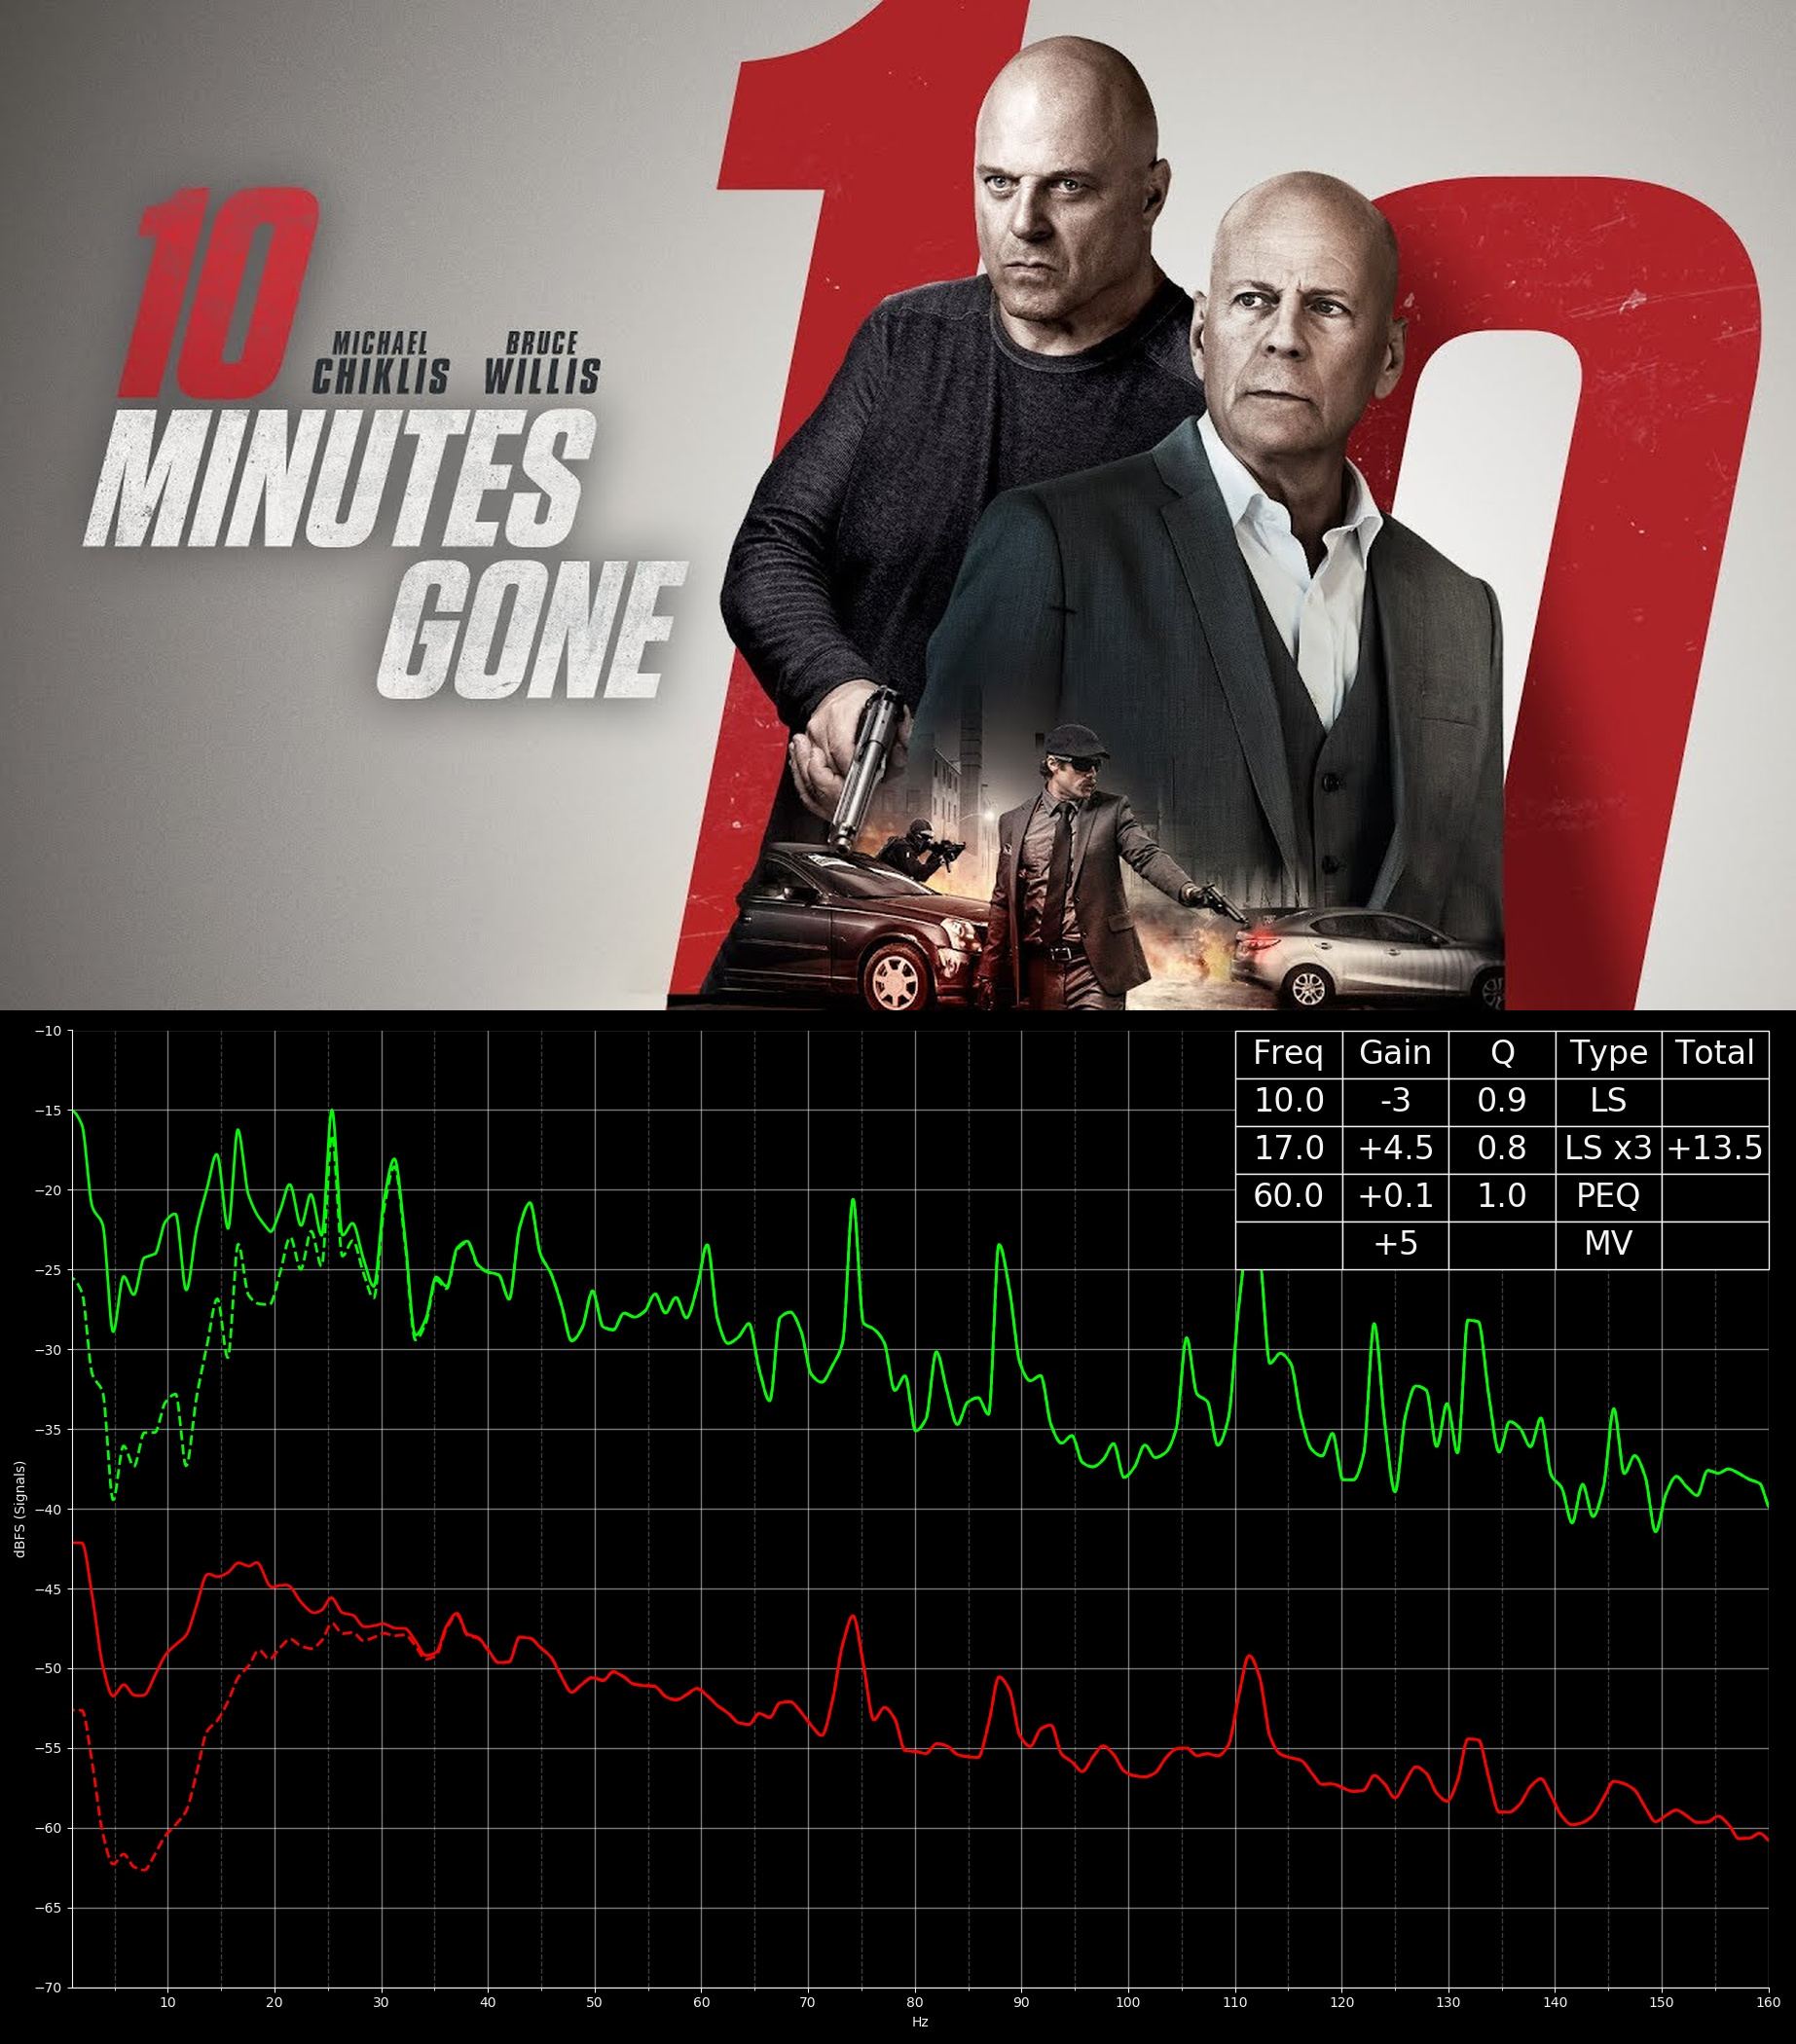 10
MICHAEL BRUCE
CHIKLIS WILLIS
MINUTES
GONE
Freq Gain Q Type Total
10.0 -3 0.9 LS
17.0 +4.5 0.8 LS x3 +13.5
60.0 +0.1 1.0 PEQ
+5 MV
−10
−15
−20
−25
−30
−35
−40
−45
−50
−55
−60
−65
−70
dBFS (Signals)
10 20 30 40 50 60 70 80 90 100 110 120 130 140 150 160
Hz